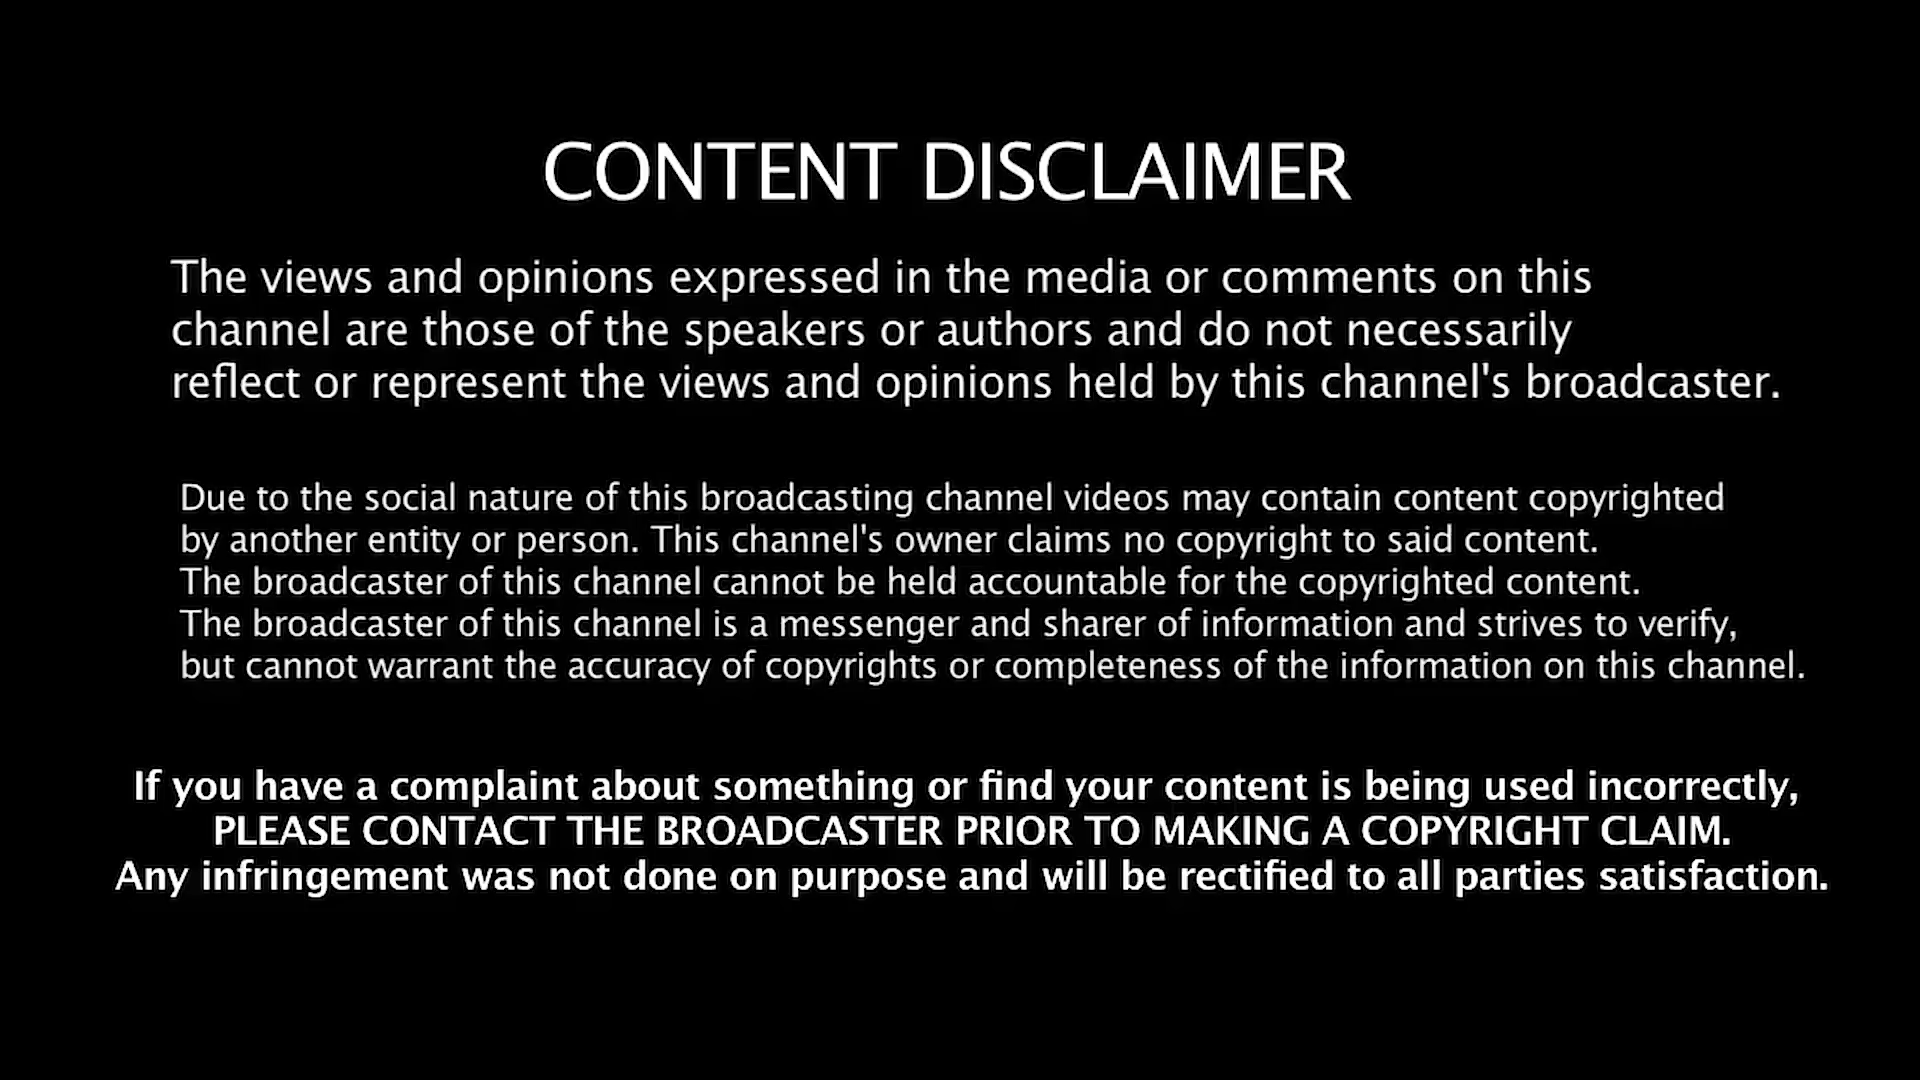 CONTENT DISCLAIMER
The views and opinions expressed in the media or comments on this
channel are those of the speakers or authors and do not necessarily
reflect or represent the views and opinions held by this channel's broadcaster.
Due to the social nature of this broadcasting channel videos may contain content copyrighted
by another entity or person. This channel's owner claims no copyright to said content.
The broadcaster of this channel cannot be held accountable for the copyrighted content.
The broadcaster of this channel is a messenger and sharer of information and strives to verify,
but cannot warrant the accuracy of copyrights or completeness of the information on this channel.
If you have a complaint about something or find your content is being used incorrectly,
PLEASE CONTACT THE BROADCASTER PRIOR TO MAKING A COPYRIGHT CLAIM.
Any infringement was not done on purpose and will be rectified to all parties satisfaction.